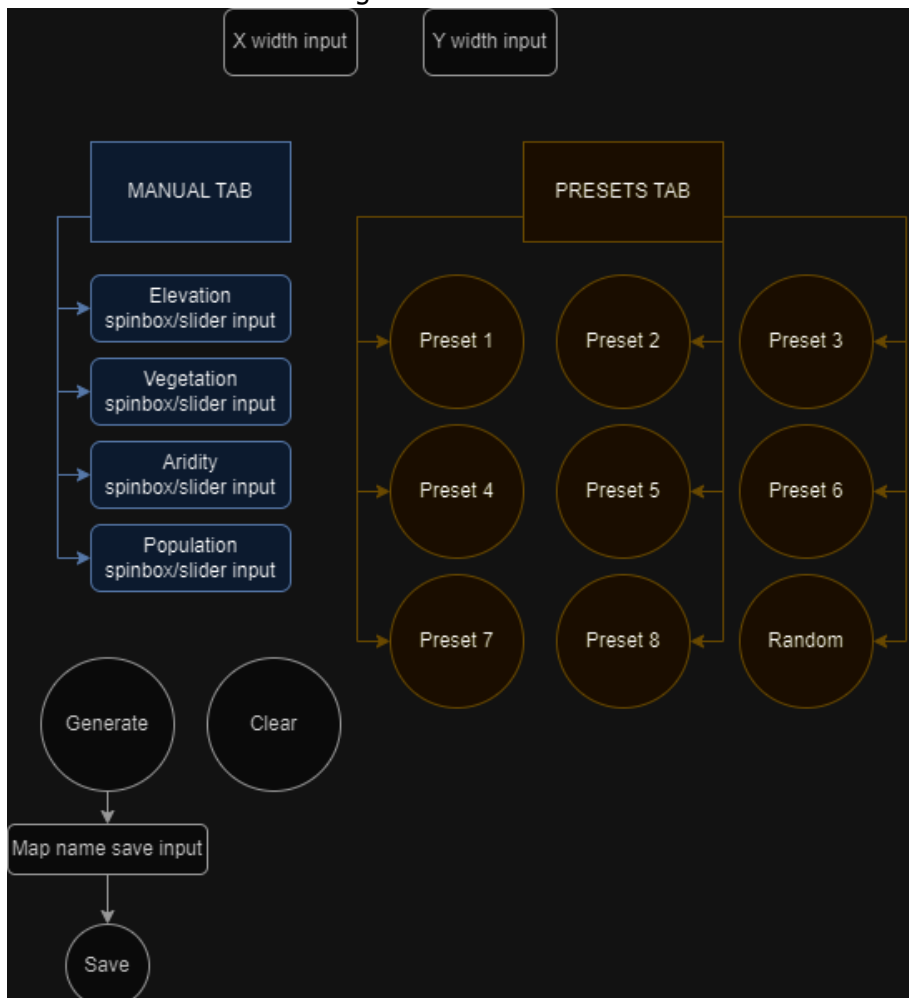 X width input
Y width input
MANUAL TAB
PRESETS TAB
Elevation
spinbox/slider input
Vegetation
spinbox/slider input
Aridity
spinbox/slider input
Population
spinbox/slider input
Preset 1
Preset 2
Preset 3
Preset 4
Preset 5
Preset 6
Preset 7
Preset 8
Random
Generate
Clear
Map name save input
Save